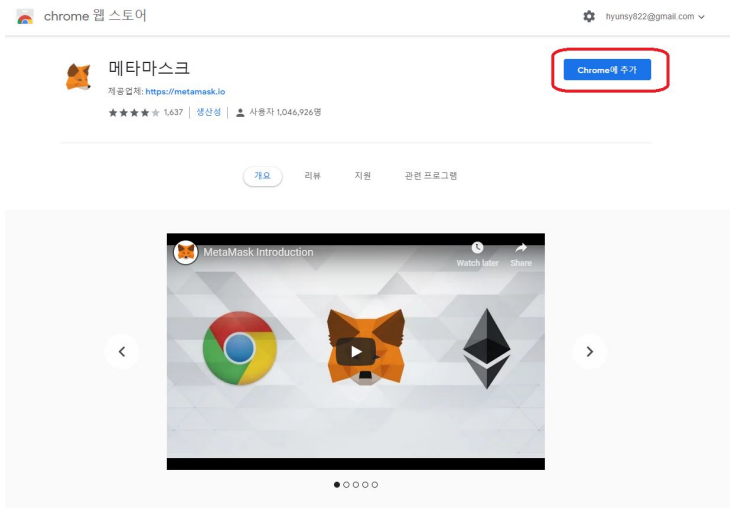 chrome 웹 스토어
hyunsy822@gmail.com
메타마스크
Chrome에 추가
제공업체: https://metamask.io
1,637 | 생산성 | 사용자 1,046,926명
개요 리뷰 지원 관련 프로그램
MetaMask Introduction
Watch later Share